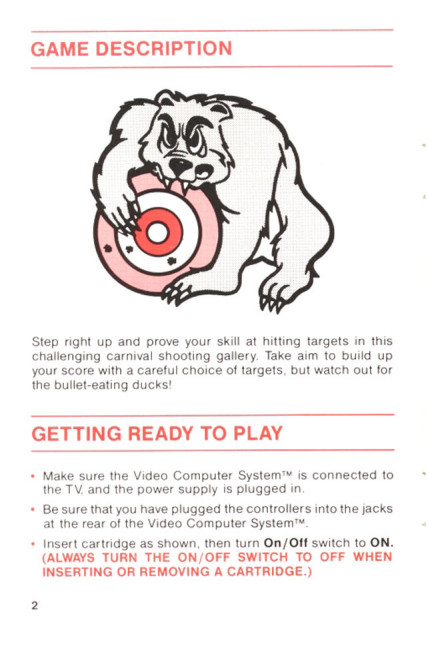 GAME DESCRIPTION
Step right up and prove your skill at hitting targets in this
challenging carnival shooting gallery. Take aim to build up
your score with a careful choice of targets, but watch out for
the bullet-eating ducks!
GETTING READY TO PLAY
• Make sure the Video Computer System™ is connected to
the TV, and the power supply is plugged in.
• Be sure that you have plugged the controllers into the jacks
at the rear of the Video Computer System™.
• Insert cartridge as shown, then turn On/Off switch to ON.
(ALWAYS TURN THE ON/OFF SWITCH TO OFF WHEN
INSERTING OR REMOVING A CARTRIDGE.)
2